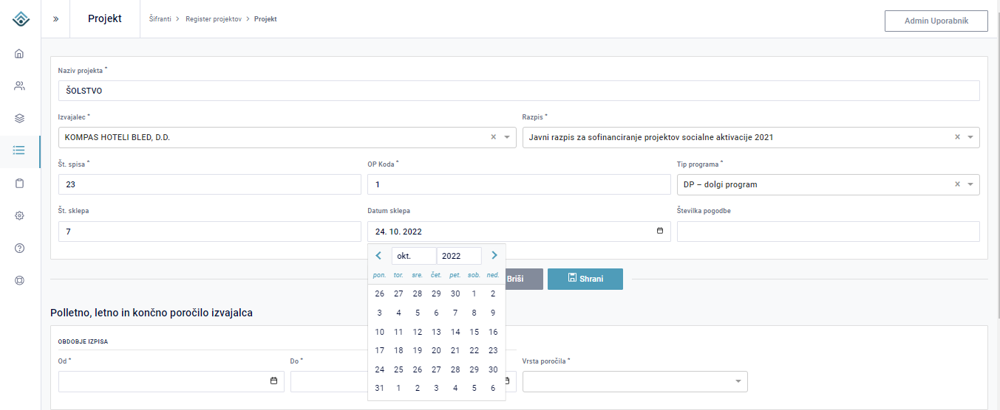 Projekt
Šifranti > Register projektov > Projekt
Admin Uporabnik
Naziv projekta *
ŠOLSTVO
Izvajalec *
Razpis *
KOMPAS HOTELI BLED, D.D.
Javni razpis za sofinanciranje projektov socialne aktivacije 2021
Št. spisa *
OP Koda *
Tip programa *
23
1
DP – dolgi program
Št. sklepa
Datum sklepa
Številka pogodbe
7
24. 10. 2022
okt.
2022
pon. tor. sre. čet. pet. sob. ned.
26 27 28 29 30 1 2
3 4 5 6 7 8 9
10 11 12 13 14 15 16
17 18 19 20 21 22 23
24 25 26 27 28 29 30
31 1 2 3 4 5 6
Briši
Shrani
Polletno, letno in končno poročilo izvajalca
OBDOBJE IZPISA
Od *
Do *
Vrsta poročila *